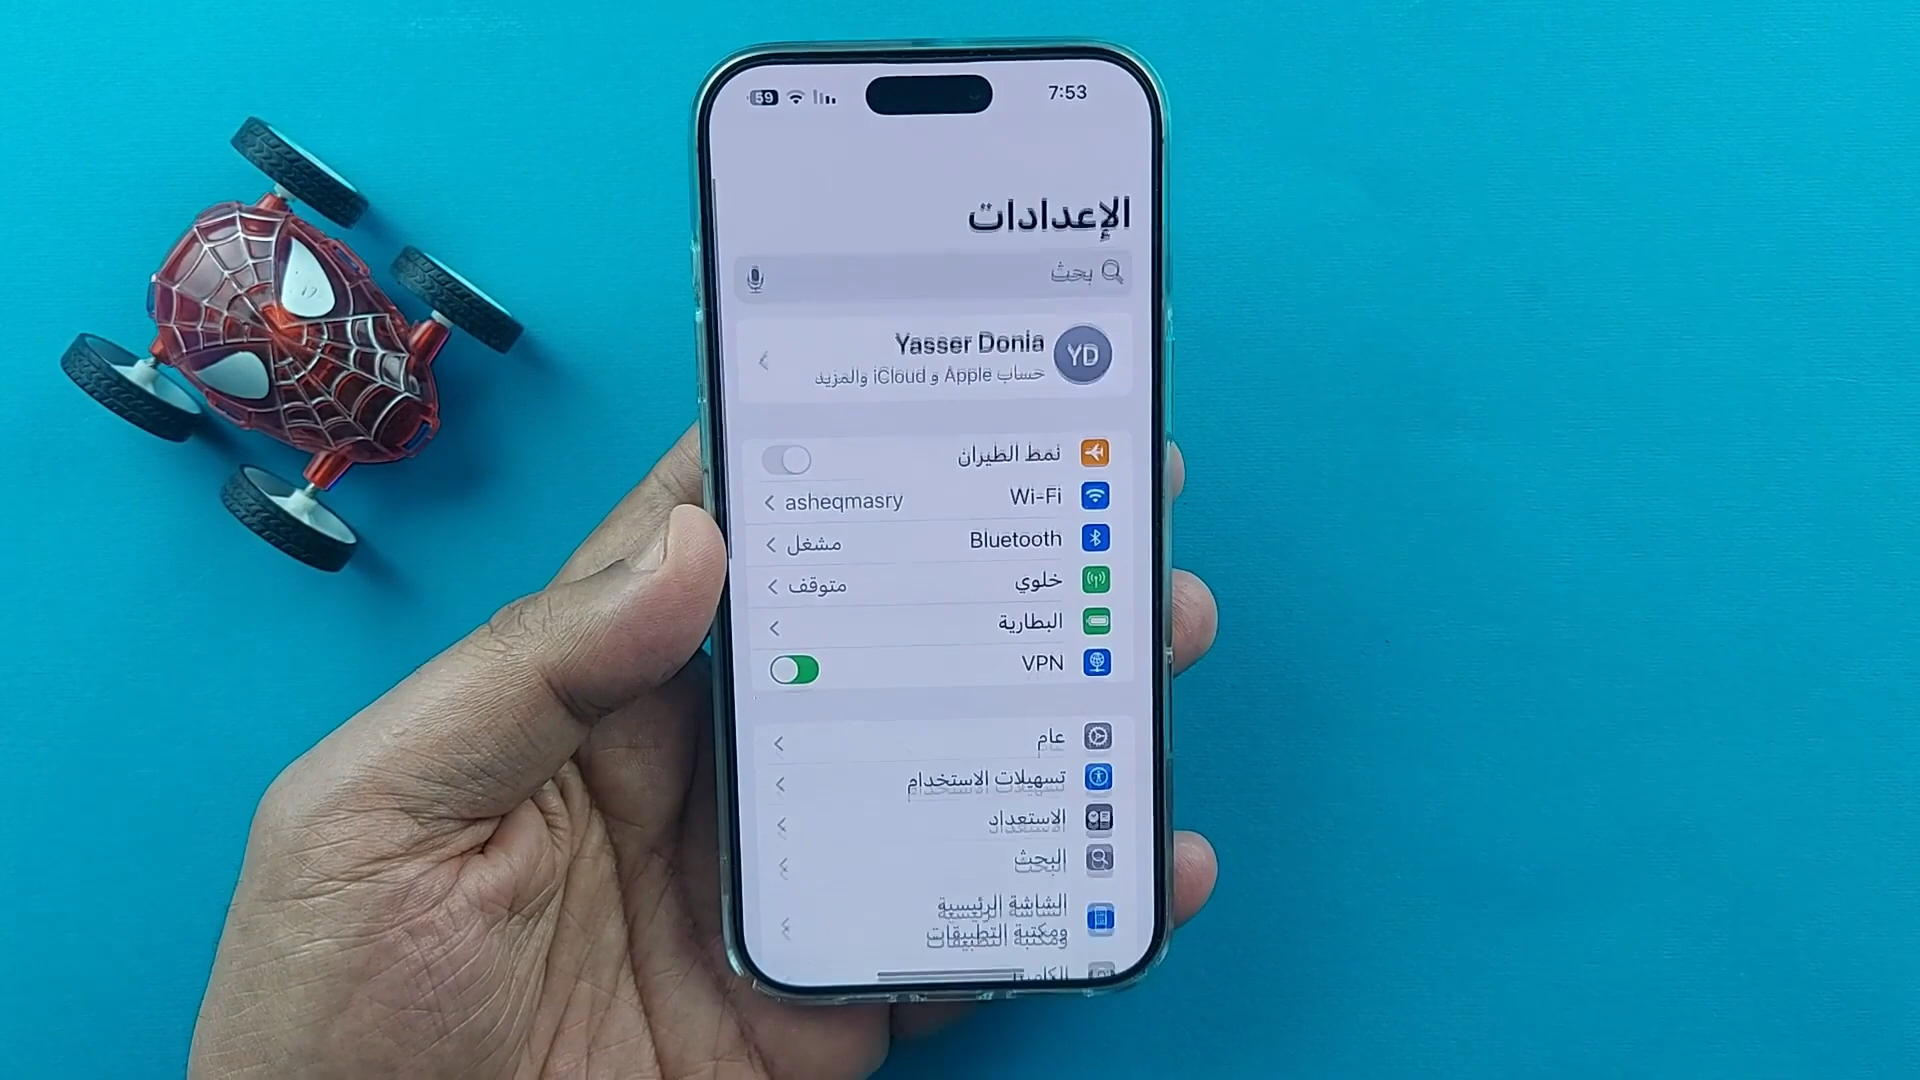 7:53
59
الإعدادات
بحث
Yasser Donia
YD
حساب Apple و iCloud والمزيد
نمط الطيران
Wi-Fi asheqmasry
Bluetooth مشغل
خلوي متوقف
البطارية
VPN
عام
تسهيلات الاستخدام
الاستعداد
البحث
الشاشة الرئيسية
ومكتبة التطبيقات